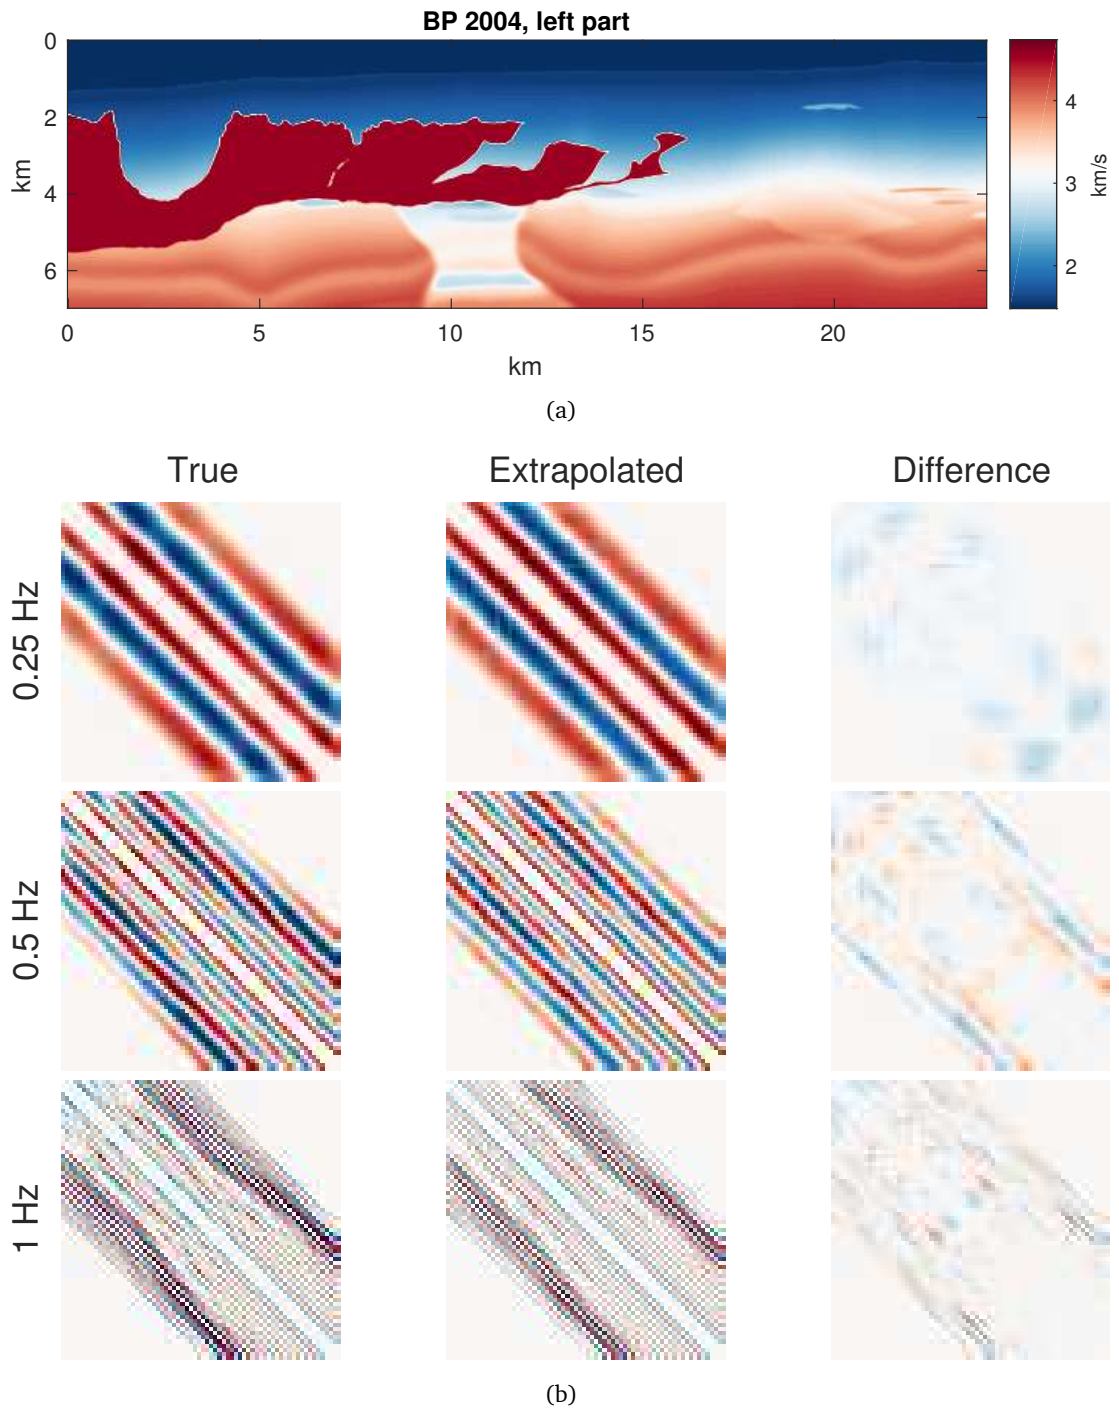 BP 2004, left part
0
2
4
6
km
0
5
10
15
20
km
4
3
2
km/s
(a)
True Extrapolated Difference
0.25 Hz
0.5 Hz
1 Hz
(b)